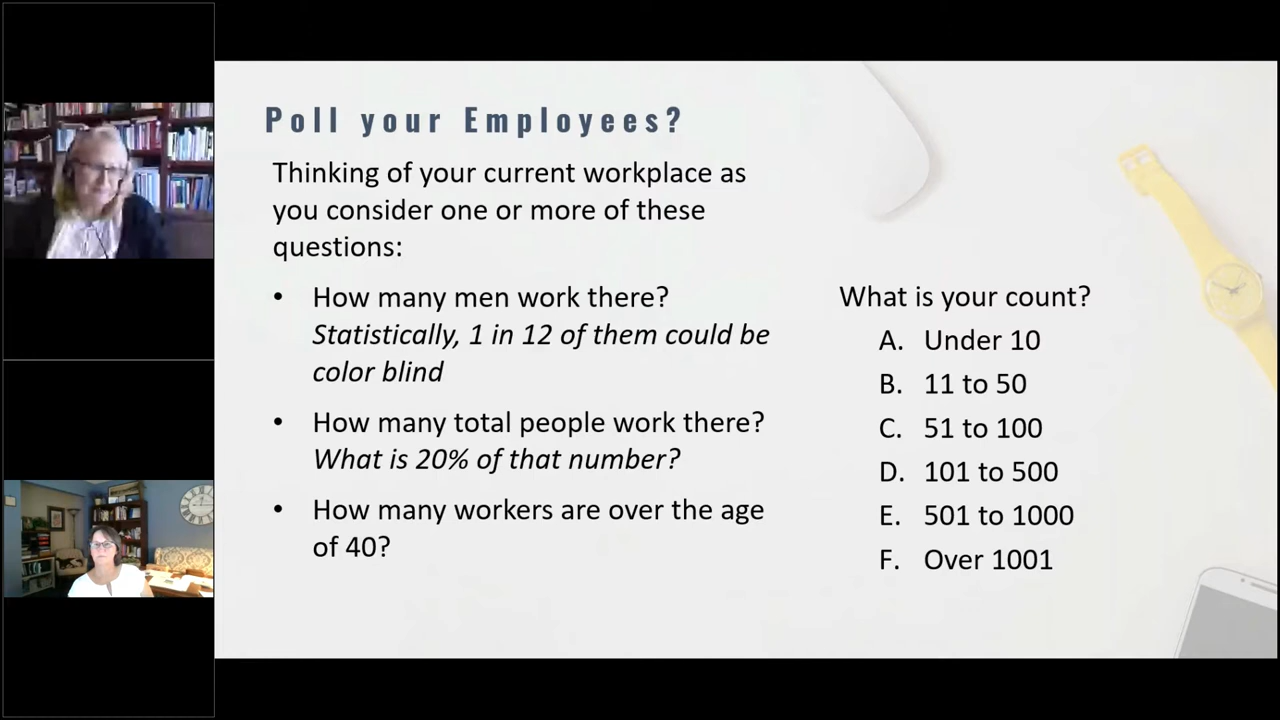 Poll your Employees?
Thinking of your current workplace as
you consider one or more of these
questions:
• How many men work there?
Statistically, 1 in 12 of them could be
color blind
• How many total people work there?
What is 20% of that number?
• How many workers are over the age
of 40?
What is your count?
A. Under 10
B. 11 to 50
C. 51 to 100
D. 101 to 500
E. 501 to 1000
F. Over 1001